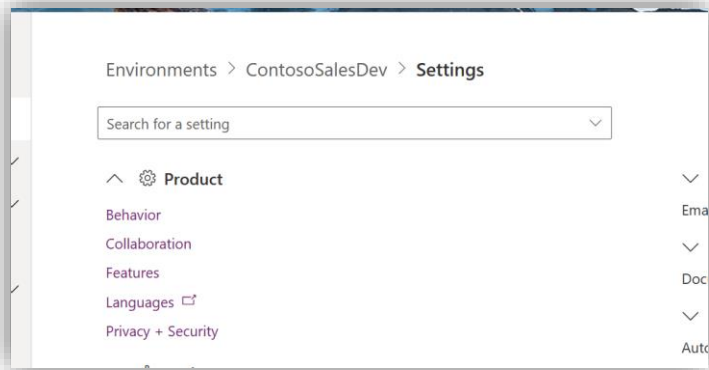 Environments > ContosoSalesDev > Settings
Search for a setting
Product
Behavior
Collaboration
Features
Languages
Privacy + Security
Ema
Doc
Auto